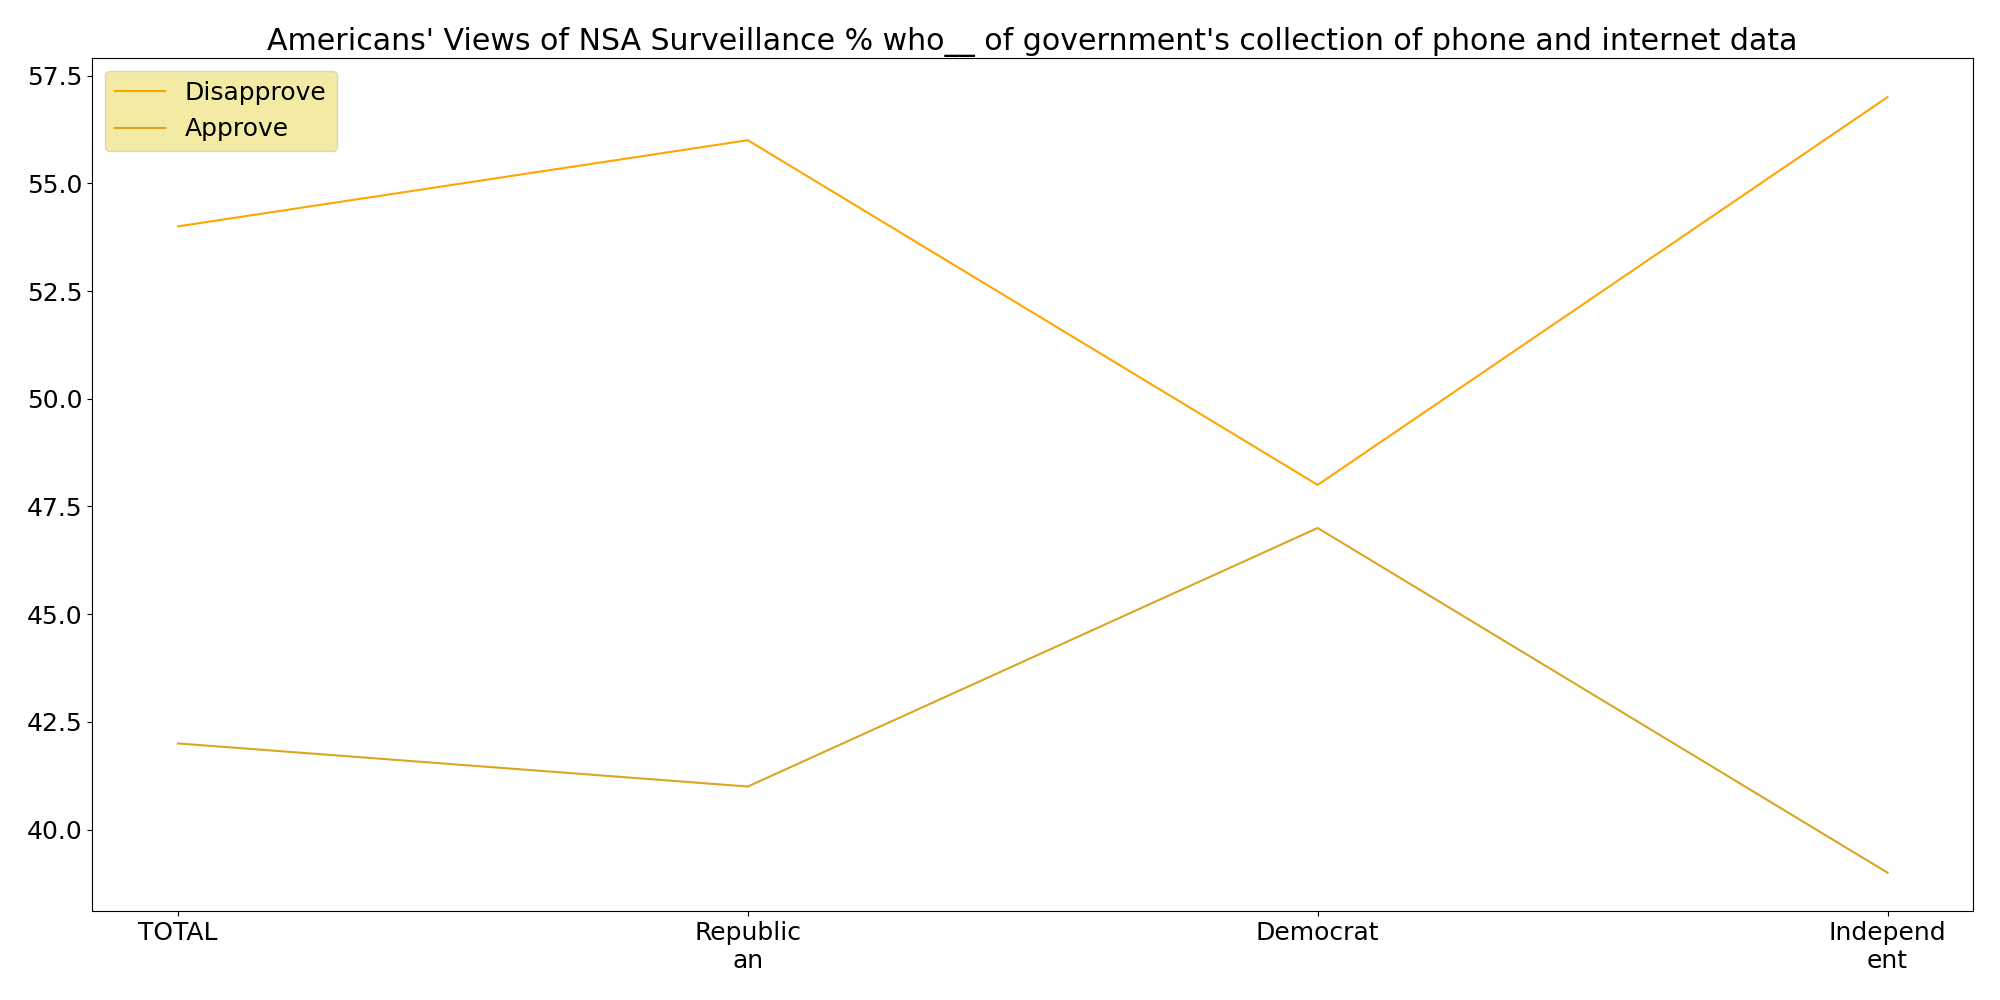 Americans' Views of NSA Surveillance % who__ of government's collection of phone and internet data
57.5
55.0
52.5
50.0
47.5
45.0
42.5
40.0
Disapprove
Approve
TOTAL
Republic
an
Democrat
Independ
ent